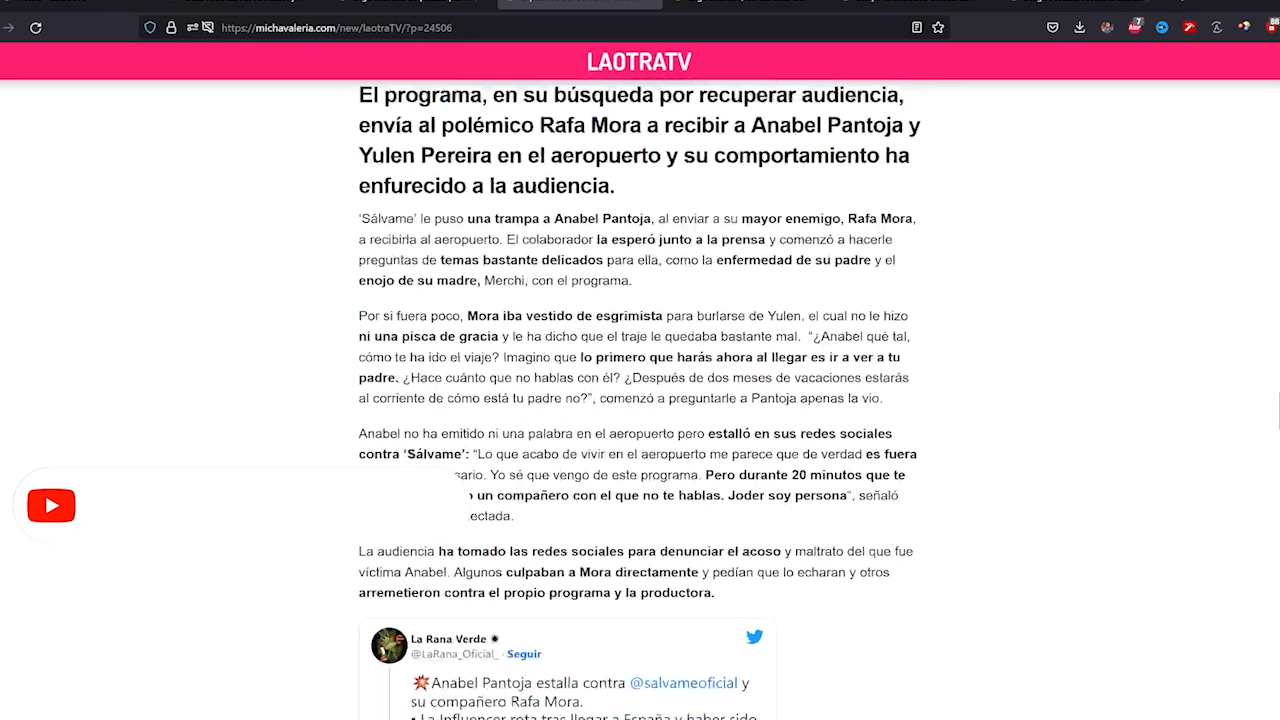 https://michavaleria.com/new/laotraTV/?p=24506
7
88
LAOTRATV
El programa, en su búsqueda por recuperar audiencia,
envía al polémico Rafa Mora a recibir a Anabel Pantoja y
Yulen Pereira en el aeropuerto y su comportamiento ha
enfurecido a la audiencia.
‘Sálvame’ le puso una trampa a Anabel Pantoja, al enviar a su mayor enemigo, Rafa Mora,
a recibirla al aeropuerto. El colaborador la esperó junto a la prensa y comenzó a hacerle
preguntas de temas bastante delicados para ella, como la enfermedad de su padre y el
enojo de su madre, Merchi, con el programa.
Por si fuera poco, Mora iba vestido de esgrimista para burlarse de Yulen, el cual no le hizo
ni una pisca de gracia y le ha dicho que el traje le quedaba bastante mal. “¿Anabel qué tal,
cómo te ha ido el viaje? Imagino que lo primero que harás ahora al llegar es ir a ver a tu
padre. ¿Hace cuánto que no hablas con él? ¿Después de dos meses de vacaciones estarás
al corriente de cómo está tu padre no?”, comenzó a preguntarle a Pantoja apenas la vio.
Anabel no ha emitido ni una palabra en el aeropuerto pero estalló en sus redes sociales
contra ‘Sálvame’: “Lo que acabo de vivir en el aeropuerto me parece que de verdad es fuera
sario. Yo sé que vengo de este programa. Pero durante 20 minutos que te
un compañero con el que no te hablas. Joder soy persona“, señaló
ectada.
La audiencia ha tomado las redes sociales para denunciar el acoso y maltrato del que fue
víctima Anabel. Algunos culpaban a Mora directamente y pedían que lo echaran y otros
arremetieron contra el propio programa y la productora.
La Rana Verde
@LaRana_Oficial_ · Seguir
Anabel Pantoja estalla contra @salvameoficial y
su compañero Rafa Mora.
La Influencer rota tras llegar a España y haber sido